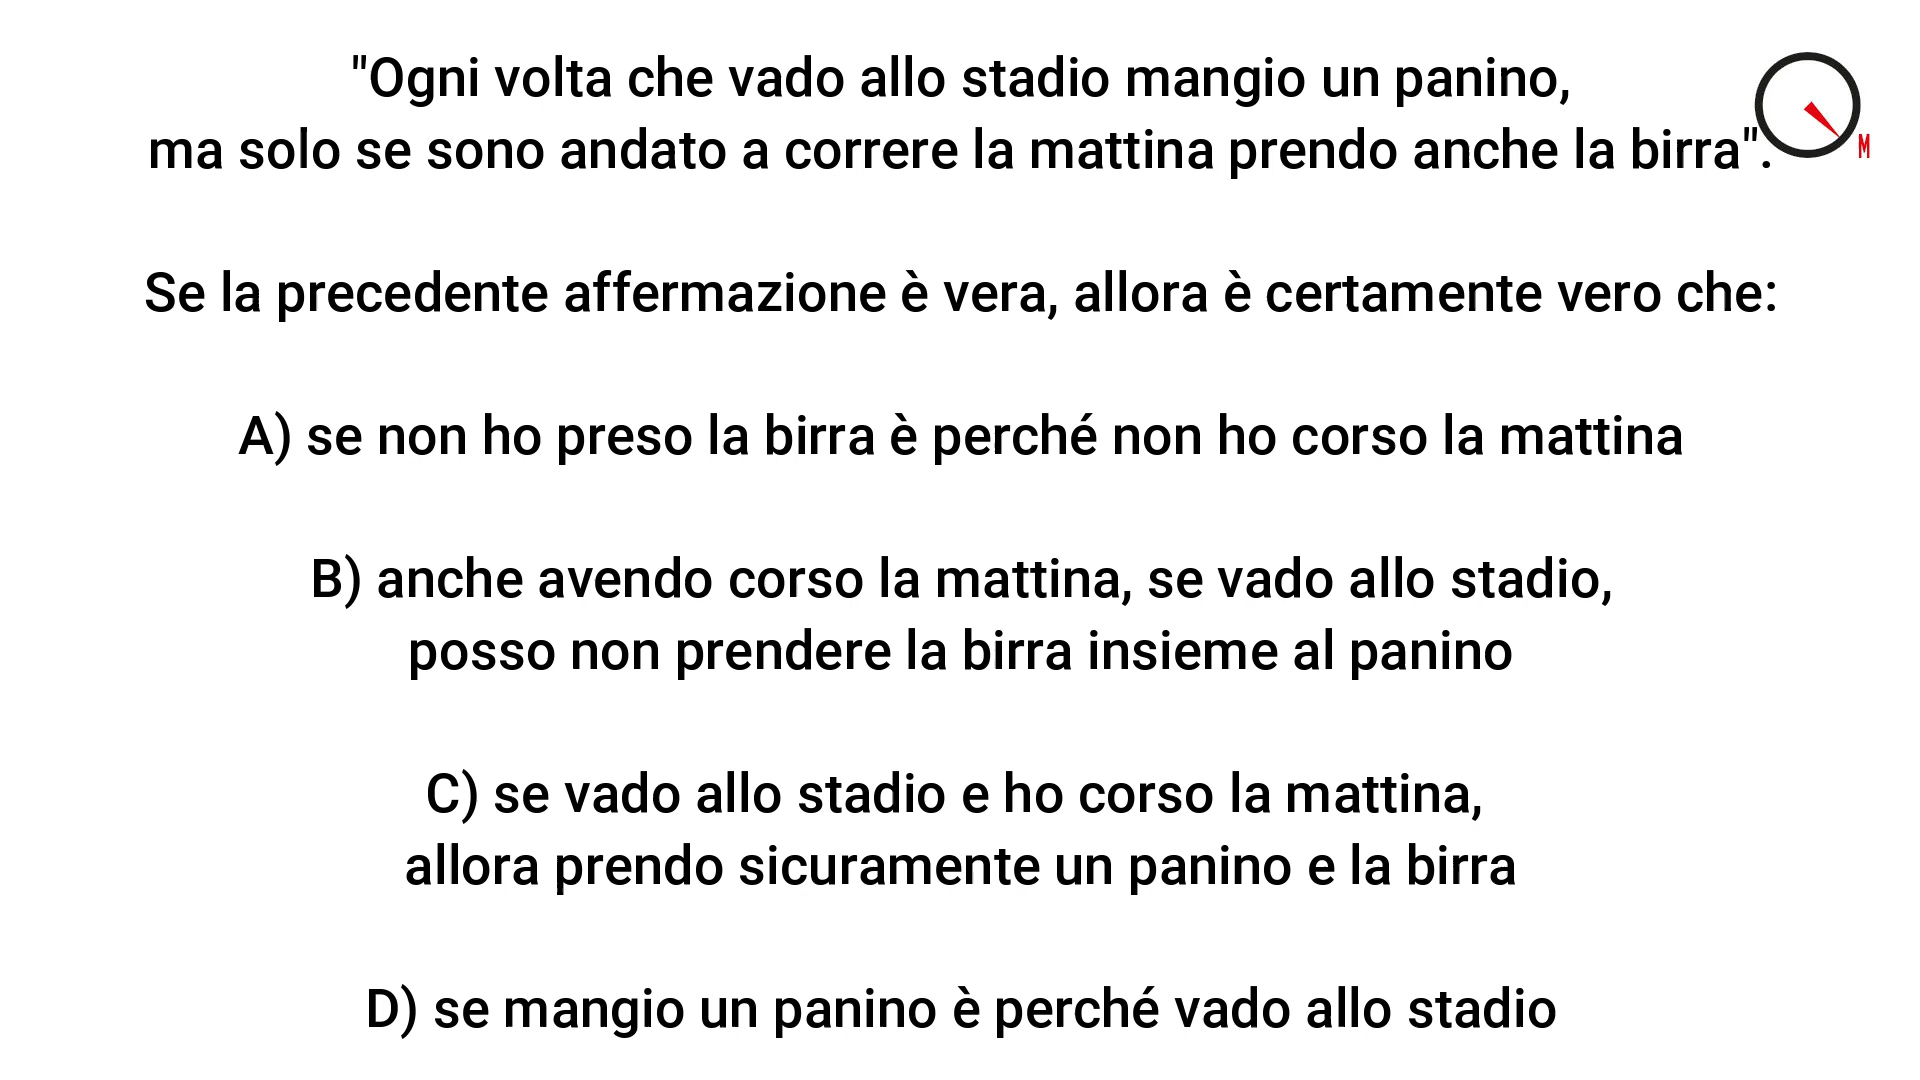 "Ogni volta che vado allo stadio mangio un panino,
ma solo se sono andato a correre la mattina prendo anche la birra".
M
Se la precedente affermazione è vera, allora è certamente vero che:
A) se non ho preso la birra è perché non ho corso la mattina
B) anche avendo corso la mattina, se vado allo stadio,
posso non prendere la birra insieme al panino
C) se vado allo stadio e ho corso la mattina,
allora prendo sicuramente un panino e la birra
D) se mangio un panino è perché vado allo stadio